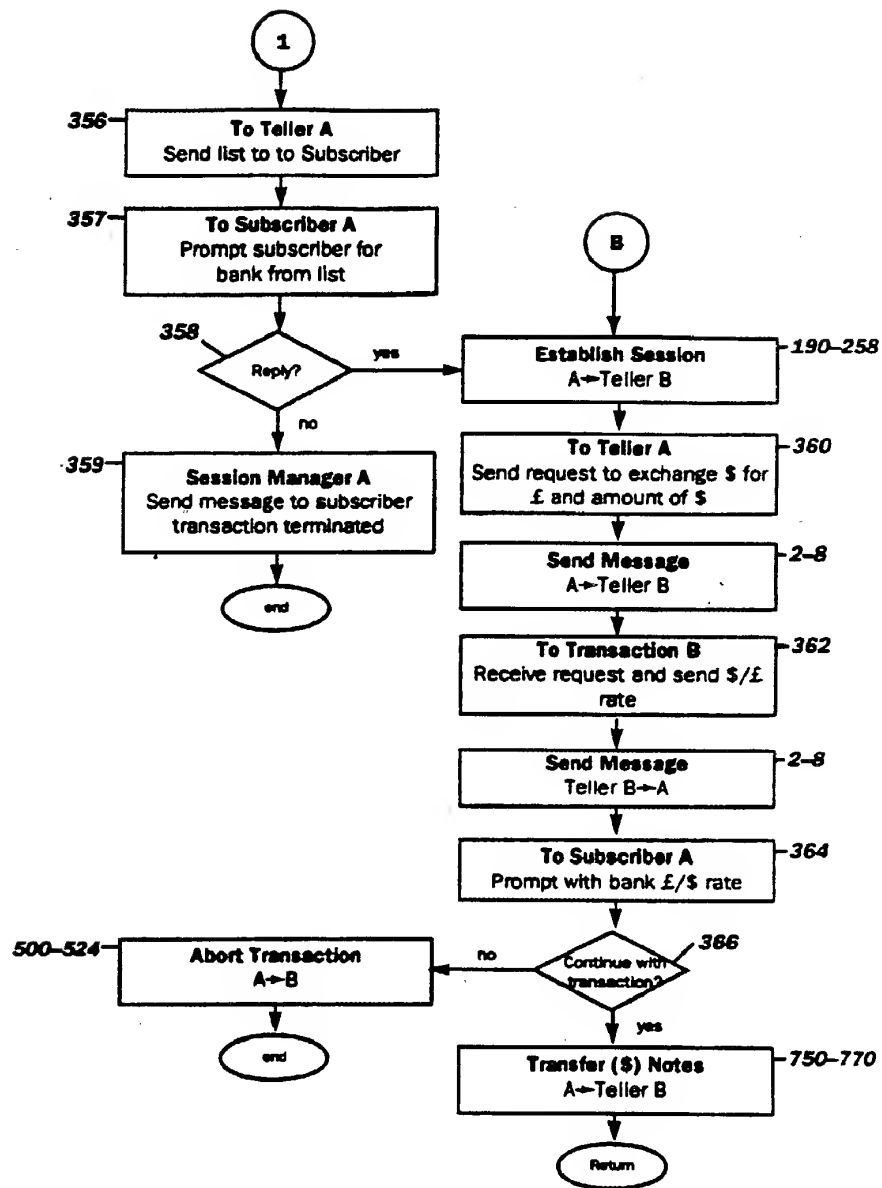 1
356
To Teller A
Send list to to Subscriber
357
To Subscriber A
Prompt subscriber for
bank from list
358
Reply?
yes
no
359
Session Manager A
Send message to subscriber
transaction terminated
end
B
190-258
Establish Session
A→Teller B
360
To Teller A
Send request to exchange $ for
£ and amount of $
2-8
Send Message
A→Teller B
362
To Transaction B
Receive request and send $/£
rate
2-8
Send Message
Teller B→A
364
To Subscriber A
Prompt with bank £/$ rate
366
Continue with
transaction?
no
500-524
Abort Transaction
A→B
end
yes
750-770
Transfer ($) Notes
A→Teller B
Return